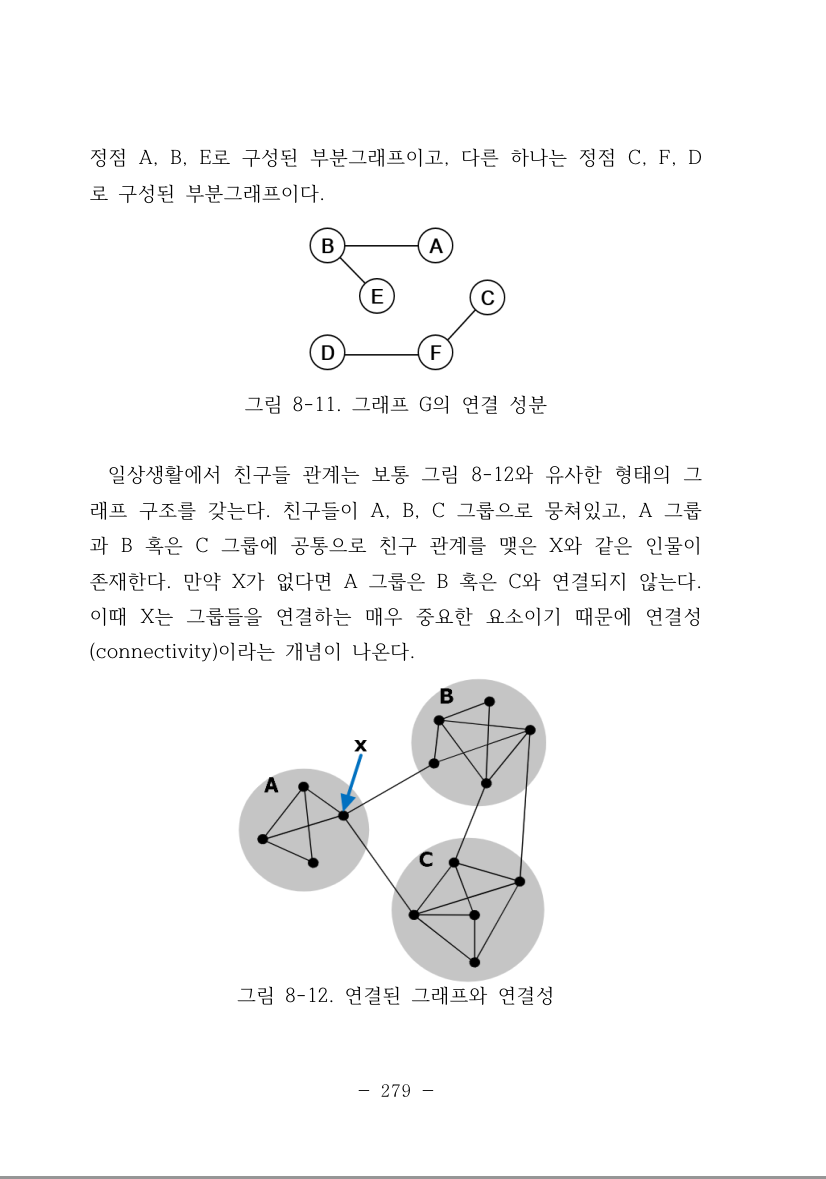 정점 A, B, E로 구성된 부분그래프이고, 다른 하나는 정점 C, F, D
로 구성된 부분그래프이다.
B A
E C
D F
그림 8-11. 그래프 G의 연결 성분
일상생활에서 친구들 관계는 보통 그림 8-12와 유사한 형태의 그
래프 구조를 갖는다. 친구들이 A, B, C 그룹으로 뭉쳐있고, A 그룹
과 B 혹은 C 그룹에 공통으로 친구 관계를 맺은 X와 같은 인물이
존재한다. 만약 X가 없다면 A 그룹은 B 혹은 C와 연결되지 않는다.
이때 X는 그룹들을 연결하는 매우 중요한 요소이기 때문에 연결성
(connectivity)이라는 개념이 나온다.
B
x
A
C
그림 8-12. 연결된 그래프와 연결성
- 279 -